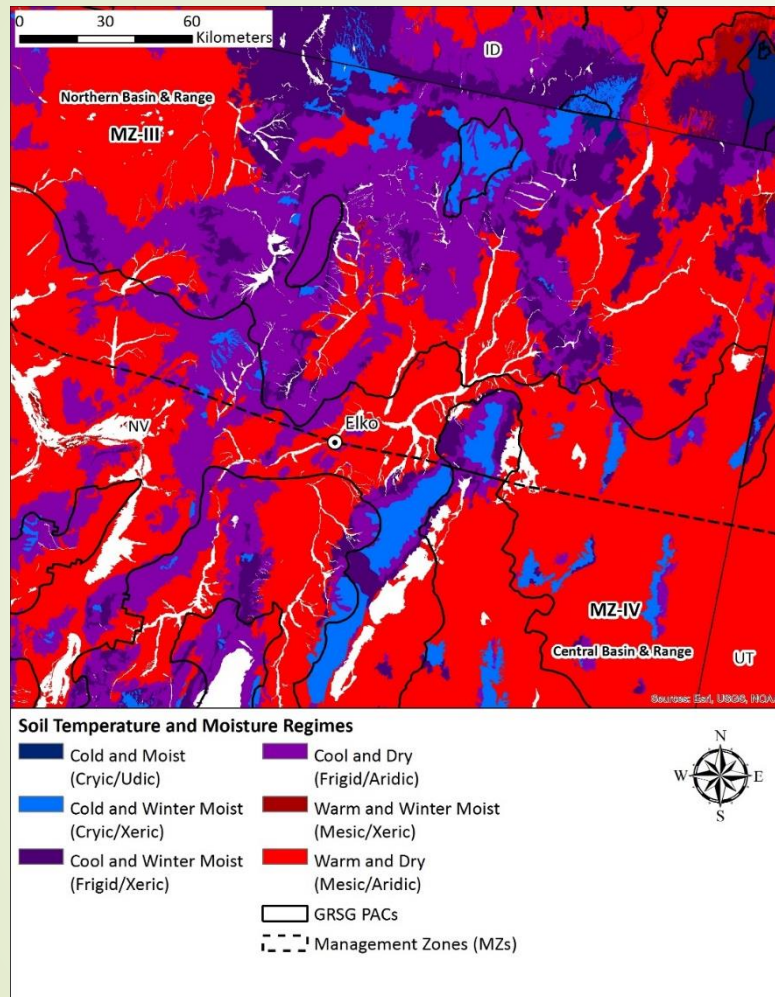 0 30 60
Kilometers
ID
Northern Basin & Range
MZ-III
Elko
NV
MZ-IV
Central Basin & Range
UT
Sources: Esri, USGS, NOAA
Soil Temperature and Moisture Regimes
Cold and Moist
(Cryic/Udic)
Cold and Winter Moist
(Cryic/Xeric)
Cool and Winter Moist
(Frigid/Xeric)
Cool and Dry
(Frigid/Aridic)
Warm and Winter Moist
(Mesic/Xeric)
Warm and Dry
(Mesic/Aridic)
GRSG PACs
Management Zones (MZs)
N
W E
S